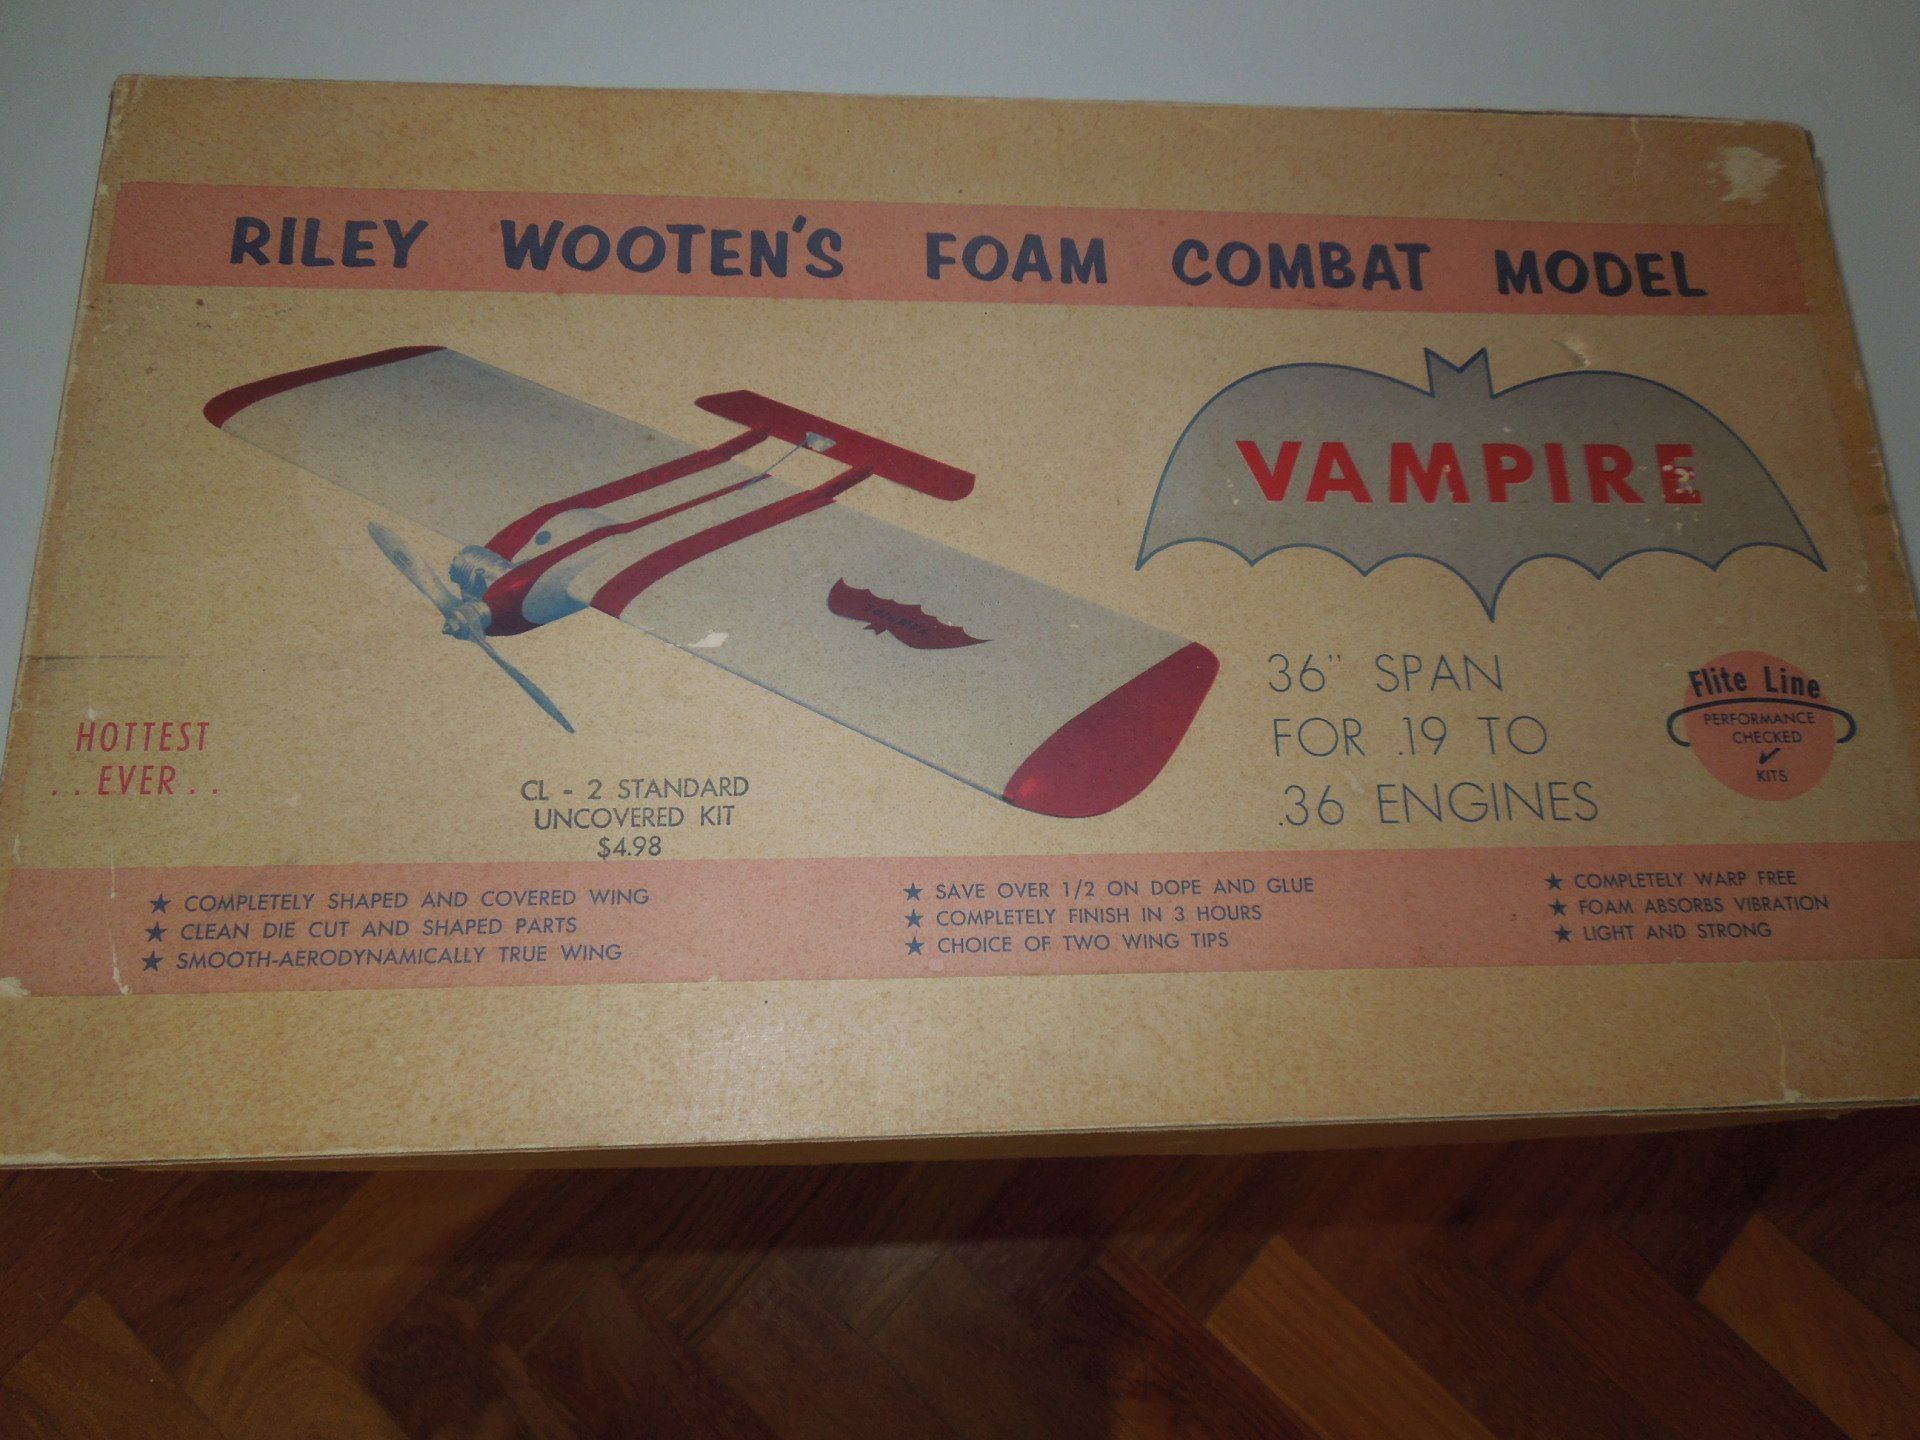 RILEY WOOTEN'S FOAM COMBAT MODEL
VAMPIRE
36" SPAN
FOR .19 TO
.36 ENGINES
Flite Line
PERFORMANCE
CHECKED
✓
KITS
HOTTEST
. . EVER . .
CL - 2 STANDARD
UNCOVERED KIT
$4.98
★ COMPLETELY SHAPED AND COVERED WING
★ CLEAN DIE CUT AND SHAPED PARTS
★ SMOOTH-AERODYNAMICALLY TRUE WING
★ SAVE OVER 1/2 ON DOPE AND GLUE
★ COMPLETELY FINISH IN 3 HOURS
★ CHOICE OF TWO WING TIPS
★ COMPLETELY WARP FREE
★ FOAM ABSORBS VIBRATION
★ LIGHT AND STRONG